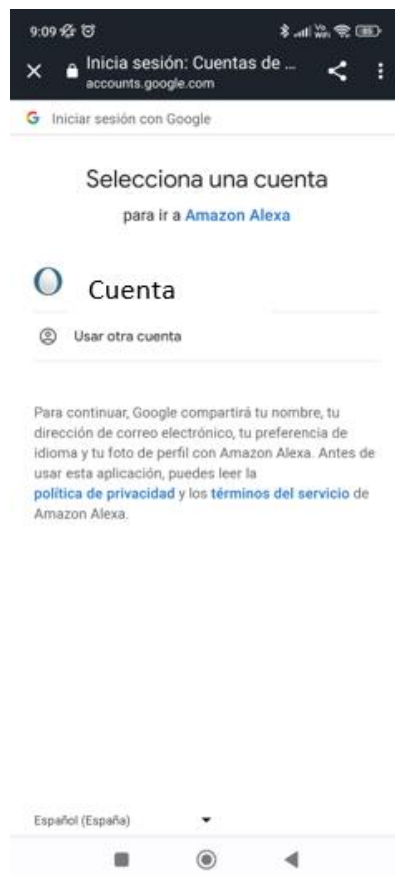 9:09
Inicia sesión: Cuentas de ...
accounts.google.com
G Iniciar sesión con Google
Selecciona una cuenta
para ir a Amazon Alexa
Cuenta
Usar otra cuenta
Para continuar, Google compartirá tu nombre, tu
dirección de correo electrónico, tu preferencia de
idioma y tu foto de perfil con Amazon Alexa. Antes de
usar esta aplicación, puedes leer la
política de privacidad y los términos del servicio de
Amazon Alexa.
Español (España)